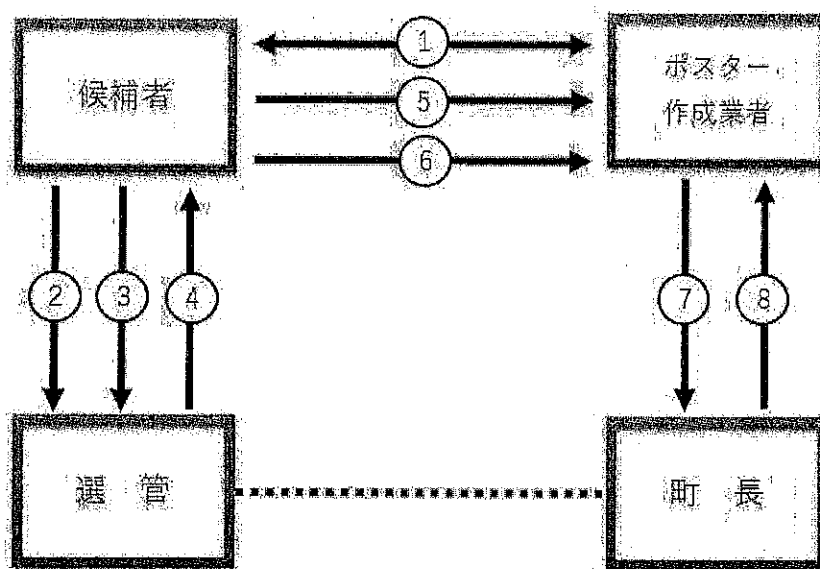 候補者
①
ポスター
作成業者
⑤
⑥
②
③
④
⑦
⑧
選管
町長